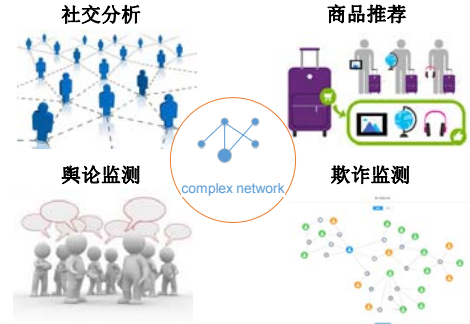 社交分析
商品推荐
complex network
舆论监测
欺诈监测